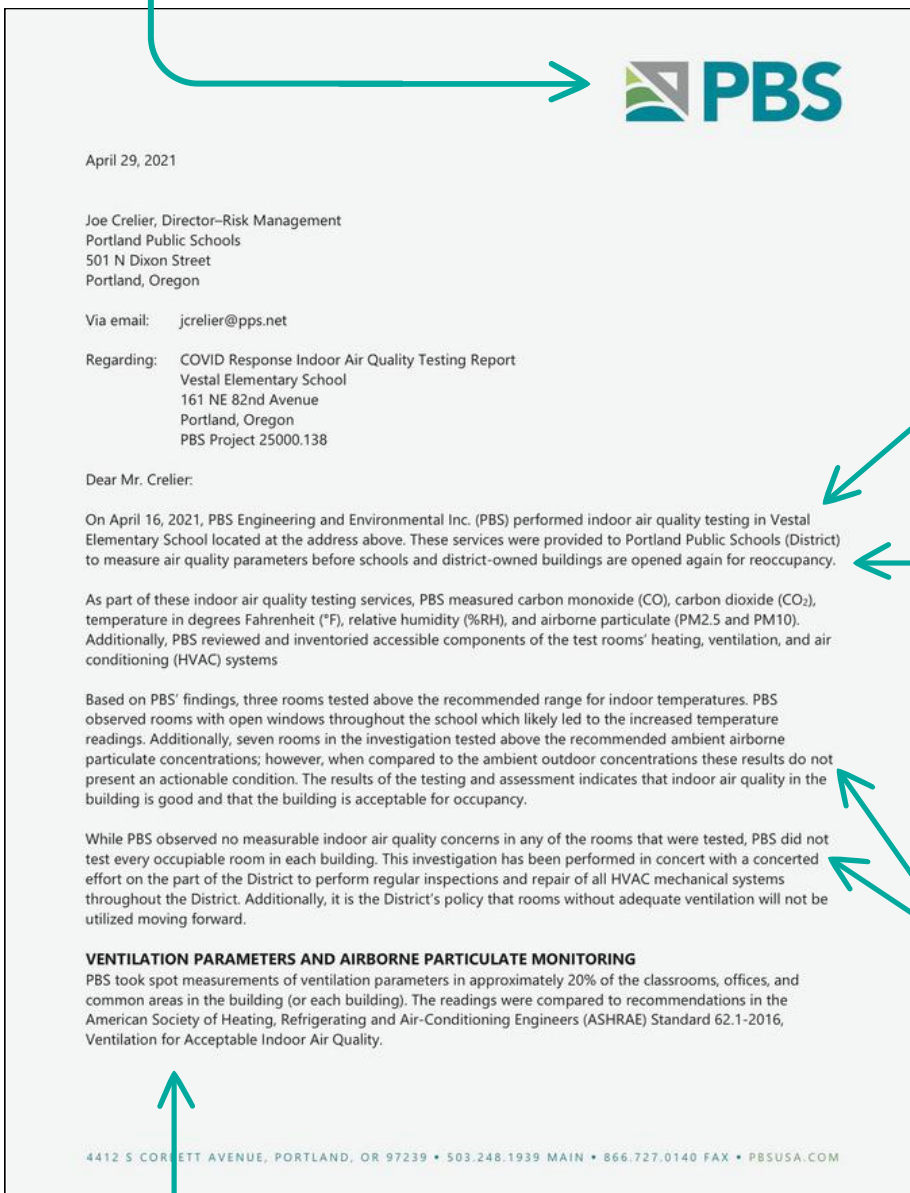 PBS
April 29, 2021
Joe Crelier, Director–Risk Management
Portland Public Schools
501 N Dixon Street
Portland, Oregon
Via email: jcrelier@pps.net
Regarding: COVID Response Indoor Air Quality Testing Report
Vestal Elementary School
161 NE 82nd Avenue
Portland, Oregon
PBS Project 25000.138
Dear Mr. Crelier:
On April 16, 2021, PBS Engineering and Environmental Inc. (PBS) performed indoor air quality testing in Vestal
Elementary School located at the address above. These services were provided to Portland Public Schools (District)
to measure air quality parameters before schools and district-owned buildings are opened again for reoccupancy.
As part of these indoor air quality testing services, PBS measured carbon monoxide (CO), carbon dioxide (CO₂),
temperature in degrees Fahrenheit (°F), relative humidity (%RH), and airborne particulate (PM2.5 and PM10).
Additionally, PBS reviewed and inventoried accessible components of the test rooms' heating, ventilation, and air
conditioning (HVAC) systems
Based on PBS' findings, three rooms tested above the recommended range for indoor temperatures. PBS
observed rooms with open windows throughout the school which likely led to the increased temperature
readings. Additionally, seven rooms in the investigation tested above the recommended ambient airborne
particulate concentrations; however, when compared to the ambient outdoor concentrations these results do not
present an actionable condition. The results of the testing and assessment indicates that indoor air quality in the
building is good and that the building is acceptable for occupancy.
While PBS observed no measurable indoor air quality concerns in any of the rooms that were tested, PBS did not
test every occupiable room in each building. This investigation has been performed in concert with a concerted
effort on the part of the District to perform regular inspections and repair of all HVAC mechanical systems
throughout the District. Additionally, it is the District's policy that rooms without adequate ventilation will not be
utilized moving forward.
VENTILATION PARAMETERS AND AIRBORNE PARTICULATE MONITORING
PBS took spot measurements of ventilation parameters in approximately 20% of the classrooms, offices, and
common areas in the building (or each building). The readings were compared to recommendations in the
American Society of Heating, Refrigerating and Air-Conditioning Engineers (ASHRAE) Standard 62.1-2016,
Ventilation for Acceptable Indoor Air Quality.
4412 S CORBETT AVENUE, PORTLAND, OR 97239 • 503.248.1939 MAIN • 866.727.0140 FAX • PBSUSA.COM